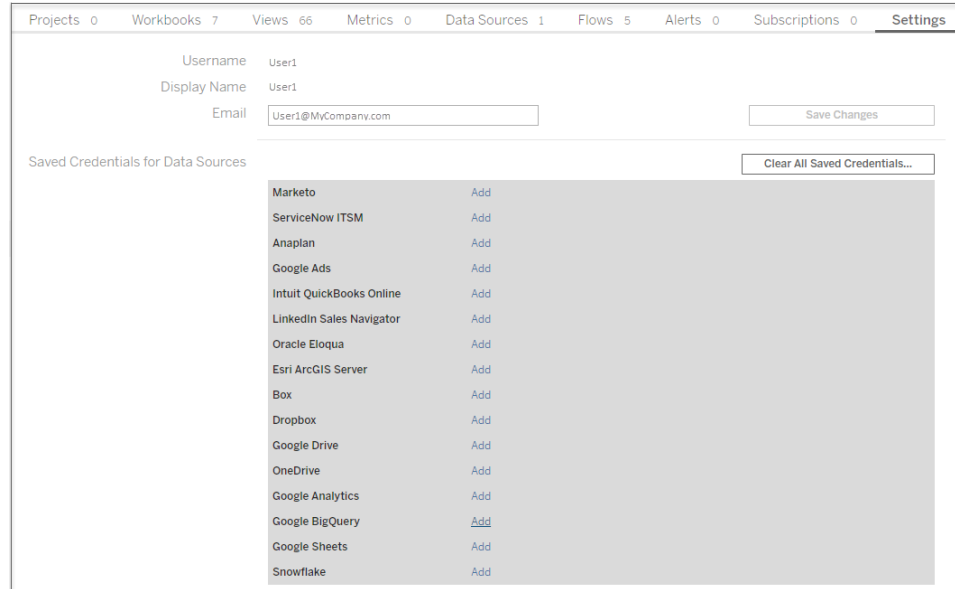 Projects 0 Workbooks 7 Views 66 Metrics 0 Data Sources 1 Flows 5 Alerts 0 Subscriptions 0 Settings
Username User1
Display Name User1
Email User1@MyCompany.com Save Changes
Saved Credentials for Data Sources Clear All Saved Credentials...
Marketo Add
ServiceNow ITSM Add
Anaplan Add
Google Ads Add
Intuit QuickBooks Online Add
LinkedIn Sales Navigator Add
Oracle Eloqua Add
Esri ArcGIS Server Add
Box Add
Dropbox Add
Google Drive Add
OneDrive Add
Google Analytics Add
Google BigQuery Add
Google Sheets Add
Snowflake Add